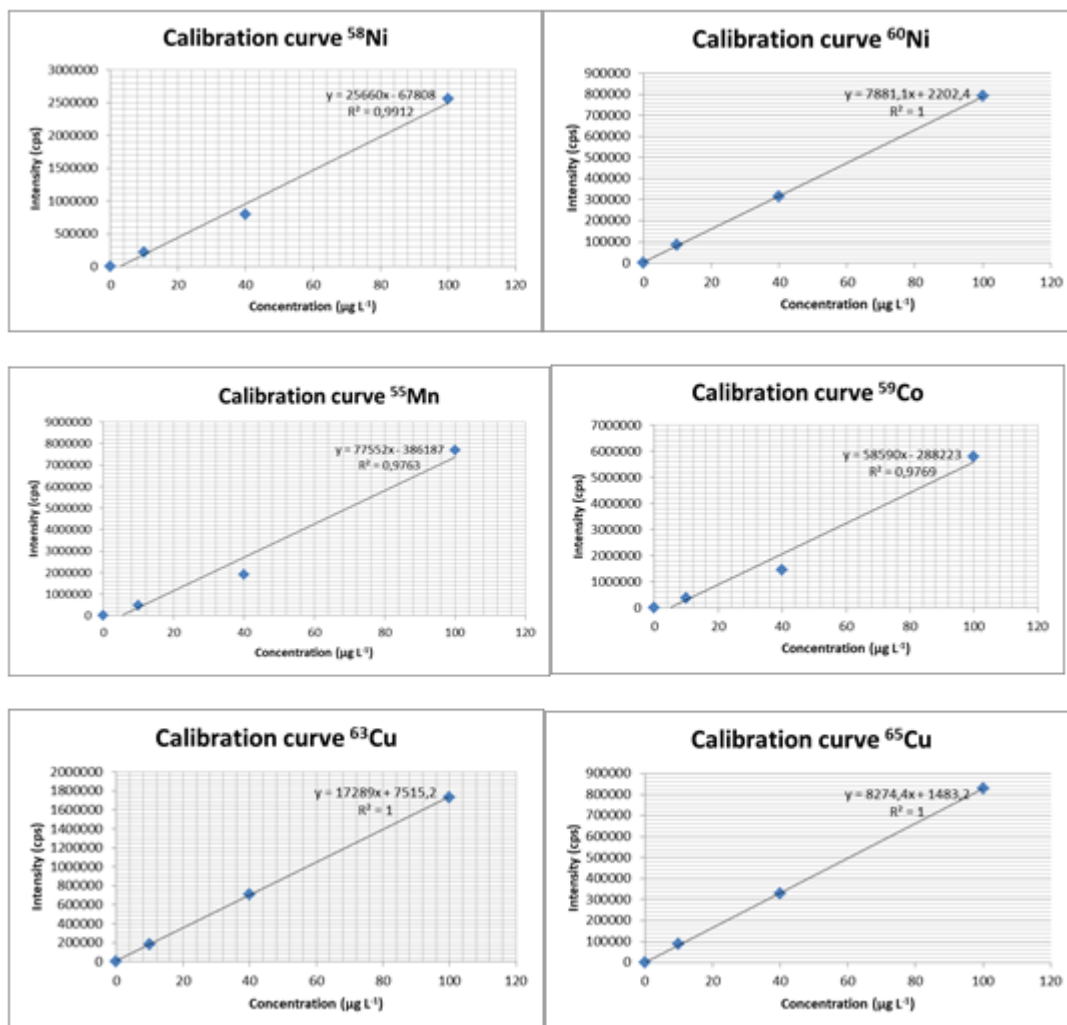 Calibration curve ⁵⁸Ni
Intensity (cps)
3000000
2500000
2000000
1500000
1000000
500000
0
y = 25660x - 67808
R² = 0,9912
0 20 40 60 80 100 120
Concentration (µg L⁻¹)
Calibration curve ⁶⁰Ni
Intensity (cps)
900000
800000
700000
600000
500000
400000
300000
200000
100000
0
y = 7881,1x + 2202,4
R² = 1
0 20 40 60 80 100 120
Concentration (µg L⁻¹)
Calibration curve ⁵⁵Mn
Intensity (cps)
9000000
8000000
7000000
6000000
5000000
4000000
3000000
2000000
1000000
0
y = 77552x - 386187
R² = 0,9763
0 20 40 60 80 100 120
Concentration (µg L⁻¹)
Calibration curve ⁵⁹Co
Intensity (cps)
7000000
6000000
5000000
4000000
3000000
2000000
1000000
0
y = 58590x - 288223
R² = 0,9769
0 20 40 60 80 100 120
Concentration (µg L⁻¹)
Calibration curve ⁶³Cu
Intensity (cps)
2000000
1800000
1600000
1400000
1200000
1000000
800000
600000
400000
200000
0
y = 17289x + 7515,2
R² = 1
0 20 40 60 80 100 120
Concentration (µg L⁻¹)
Calibration curve ⁶⁵Cu
Intensity (cps)
900000
800000
700000
600000
500000
400000
300000
200000
100000
0
y = 8274,4x + 1483,2
R² = 1
0 20 40 60 80 100 120
Concentration (µg L⁻¹)